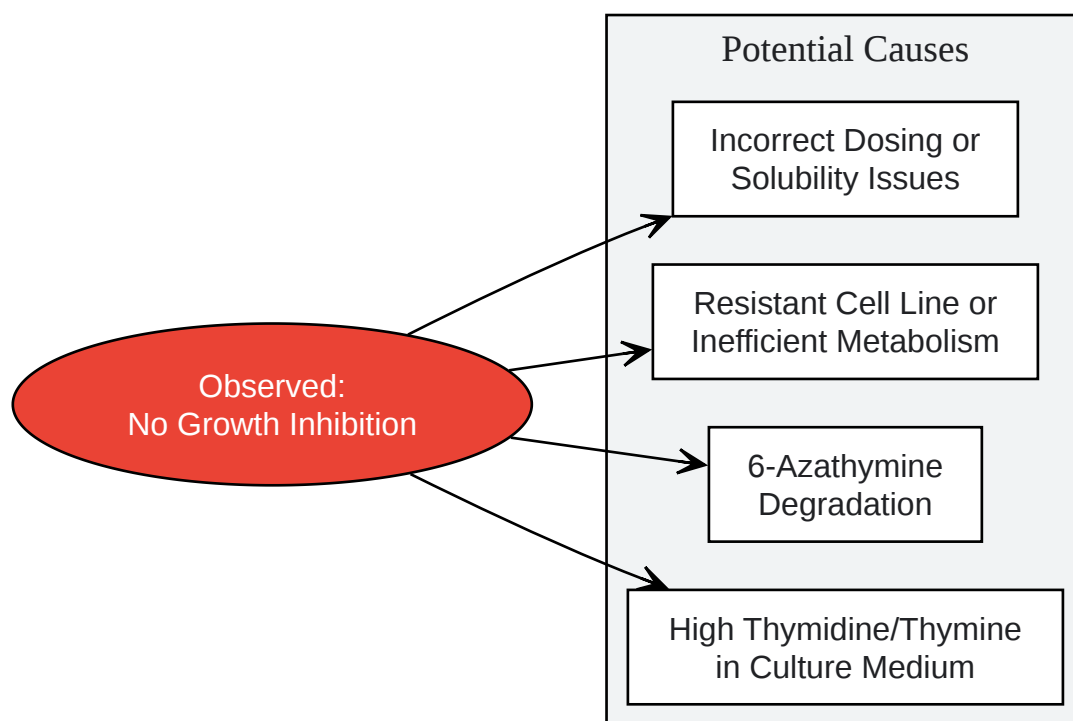 Potential Causes
Incorrect Dosing or
Solubility Issues
Resistant Cell Line or
Inefficient Metabolism
Observed:
No Growth Inhibition
6-Azathymine
Degradation
High Thymidine/Thymine
in Culture Medium